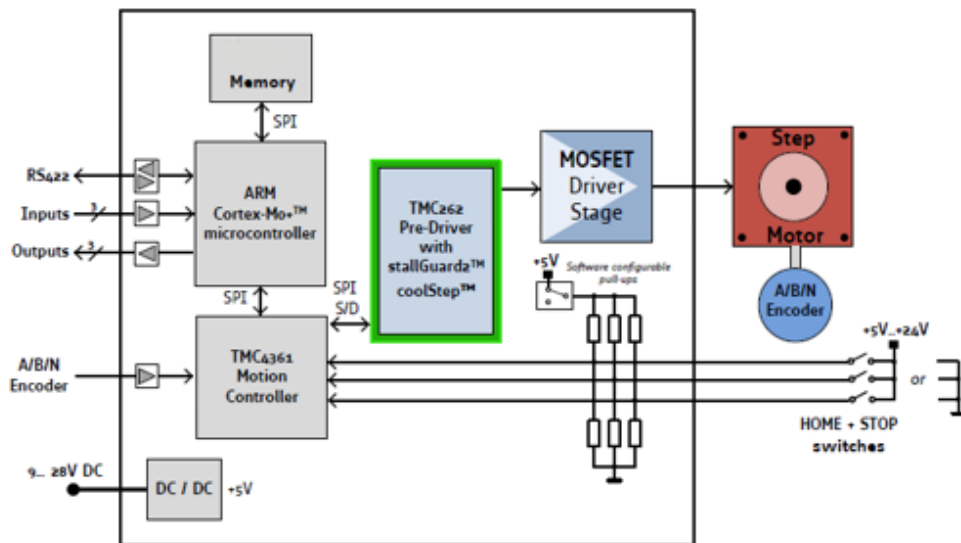 Memory
SPI
RS422
Inputs
3
Outputs
3
ARM
Cortex-M0+™
microcontroller
SPI
TMC262
Pre-Driver
with
stallGuard2™
coolStep™
MOSFET
Driver
Stage
Step
Motor
A/B/N
Encoder
+5V
Software configurable
pull-ups
SPI
S/D
A/B/N
Encoder
TMC4361
Motion
Controller
+5V...+24V
or
HOME + STOP
switches
9... 28V DC
DC / DC
+5V